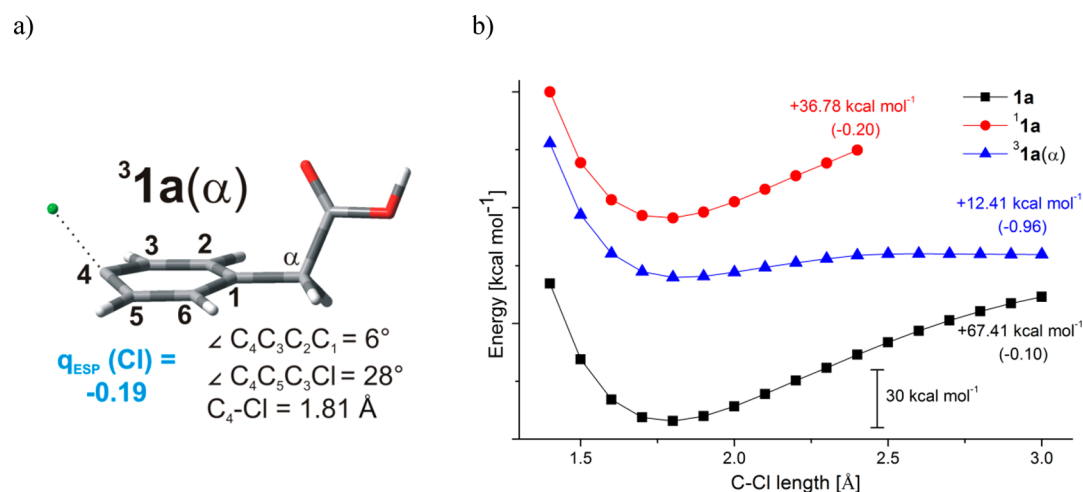 a)
b)
³1a(α)
α
3
2
4
1
5
6
q_ESP (Cl) =
-0.19
∠ C₄C₃C₂C₁ = 6°
∠ C₄C₅C₃Cl = 28°
C₄-Cl = 1.81 Å
Energy [kcal mol⁻¹]
+36.78 kcal mol⁻¹
(-0.20)
1a
¹1a
³1a(α)
+12.41 kcal mol⁻¹
(-0.96)
+67.41 kcal mol⁻¹
(-0.10)
30 kcal mol⁻¹
1.5
2.0
2.5
3.0
C-Cl length [Å]